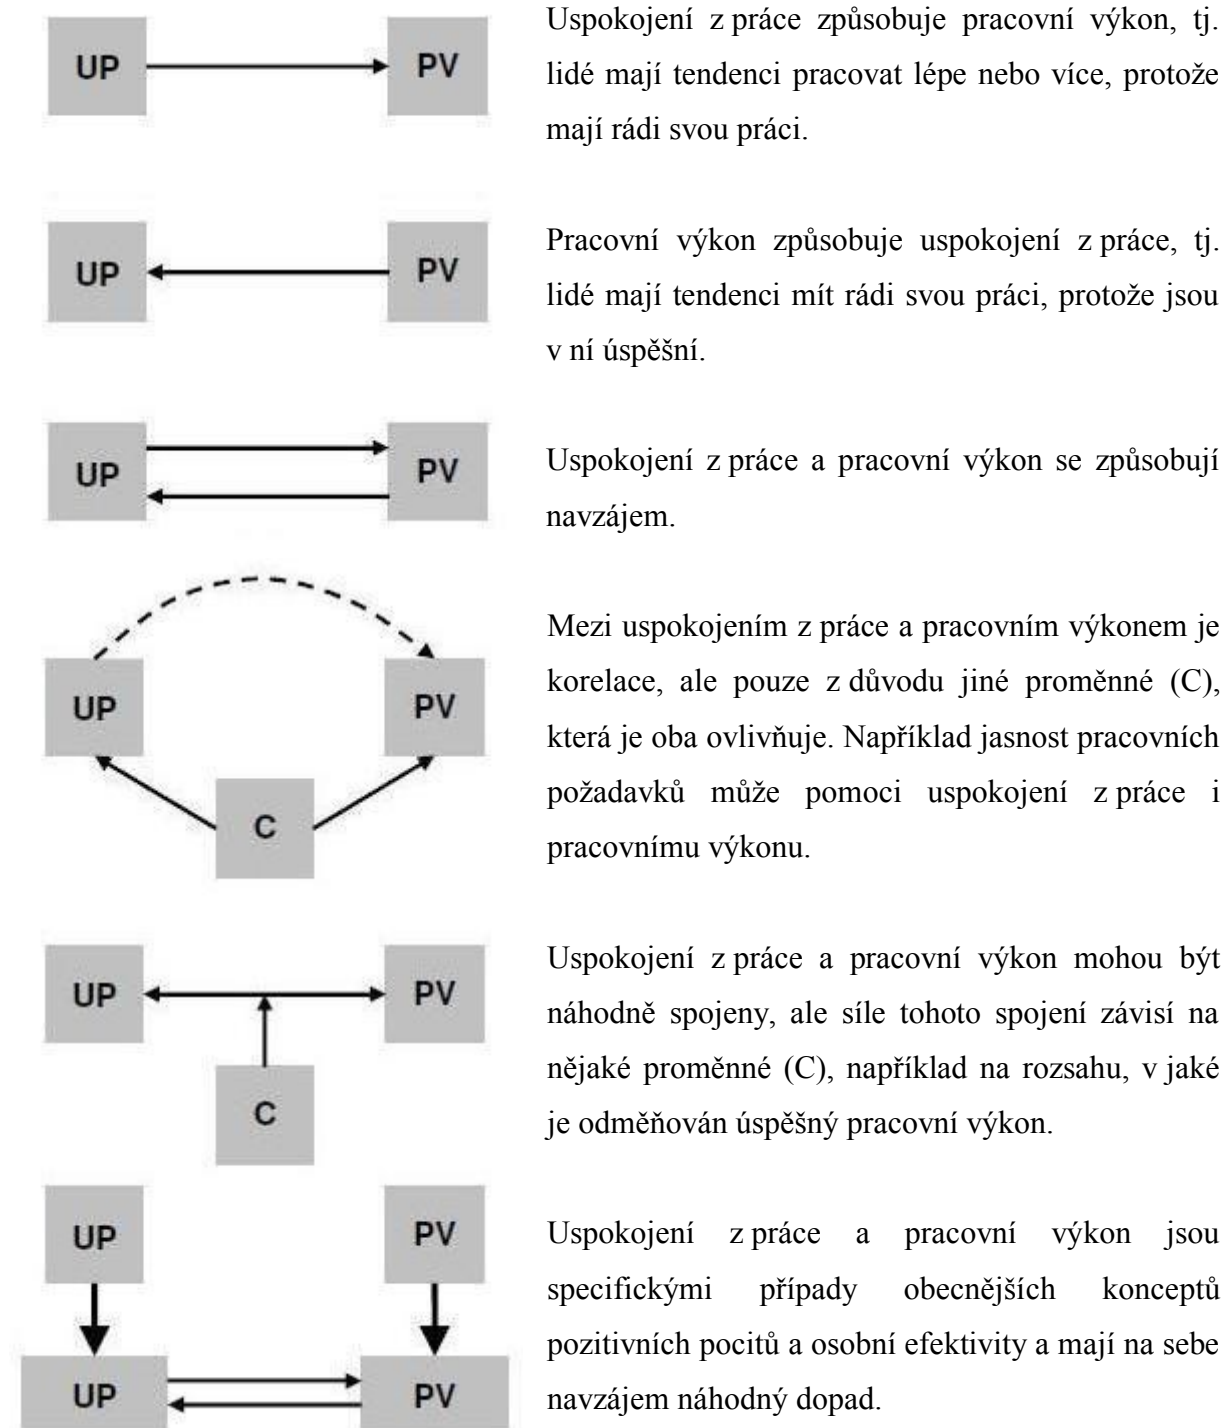 UP PV
Uspokojení z práce způsobuje pracovní výkon, tj.
lidé mají tendenci pracovat lépe nebo více, protože
mají rádi svou práci.
UP PV
Pracovní výkon způsobuje uspokojení z práce, tj.
lidé mají tendenci mít rádi svou práci, protože jsou
v ní úspěšní.
UP PV
Uspokojení z práce a pracovní výkon se způsobují
navzájem.
UP PV
C
Mezi uspokojením z práce a pracovním výkonem je
korelace, ale pouze z důvodu jiné proměnné (C),
která je oba ovlivňuje. Například jasnost pracovních
požadavků může pomoci uspokojení z práce i
pracovnímu výkonu.
UP PV
C
Uspokojení z práce a pracovní výkon mohou být
náhodně spojeny, ale síle tohoto spojení závisí na
nějaké proměnné (C), například na rozsahu, v jaké
je odměňován úspěšný pracovní výkon.
UP PV
UP PV
Uspokojení z práce a pracovní výkon jsou
specifickými případy obecnějších konceptů
pozitivních pocitů a osobní efektivity a mají na sebe
navzájem náhodný dopad.